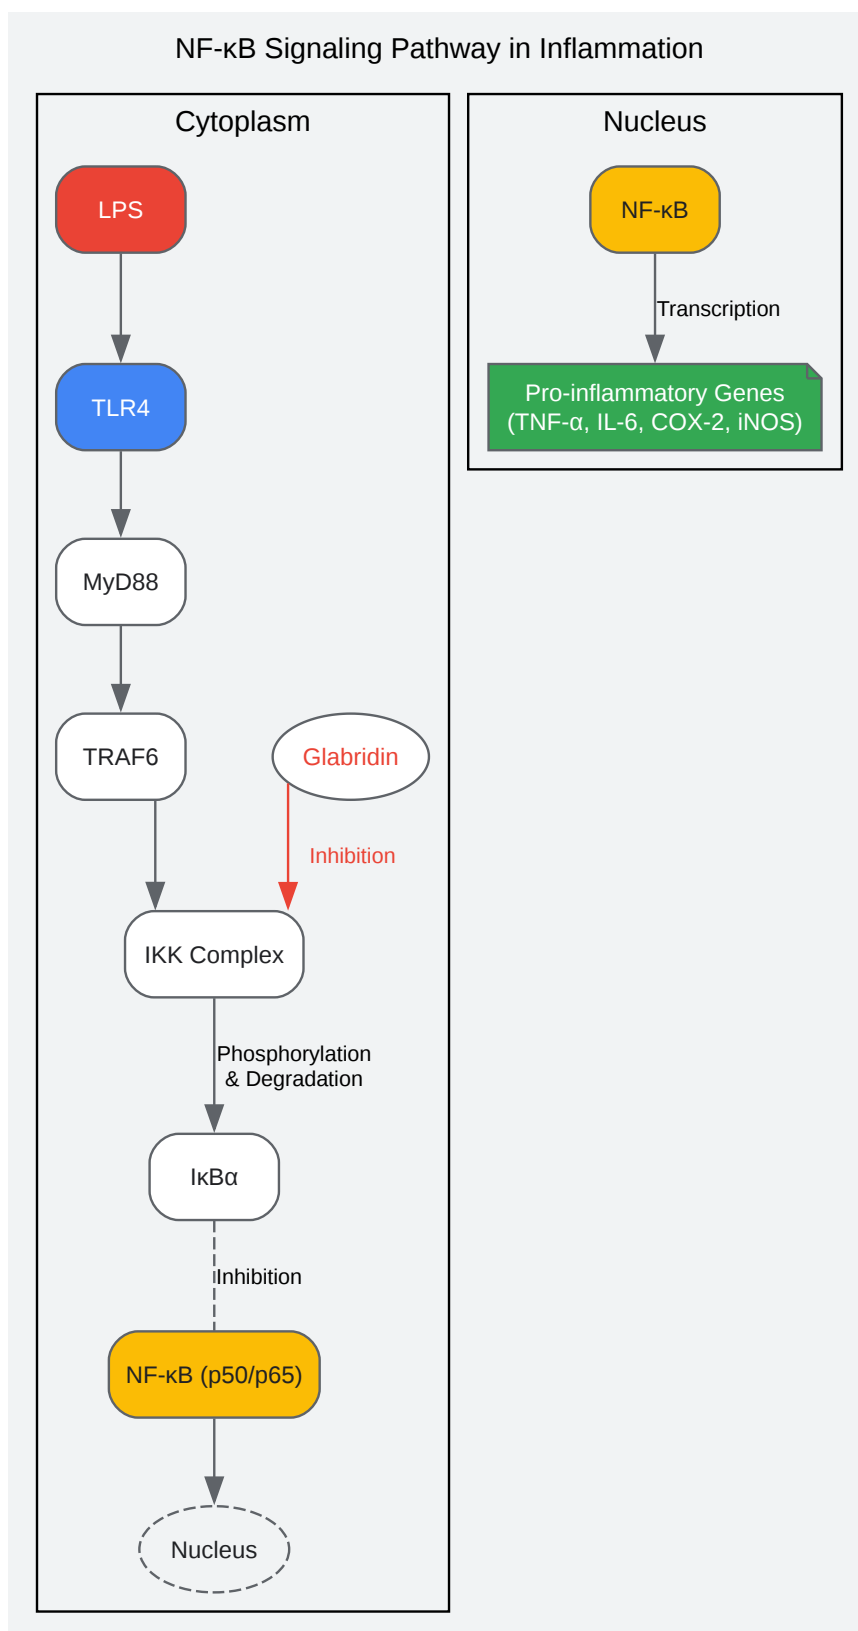 NF-κB Signaling Pathway in Inflammation
Cytoplasm
LPS
TLR4
MyD88
TRAF6
Glabridin
Inhibition
IKK Complex
Phosphorylation
& Degradation
IκBα
Inhibition
NF-κB (p50/p65)
Nucleus
Nucleus
NF-κB
Transcription
Pro-inflammatory Genes
(TNF-α, IL-6, COX-2, iNOS)